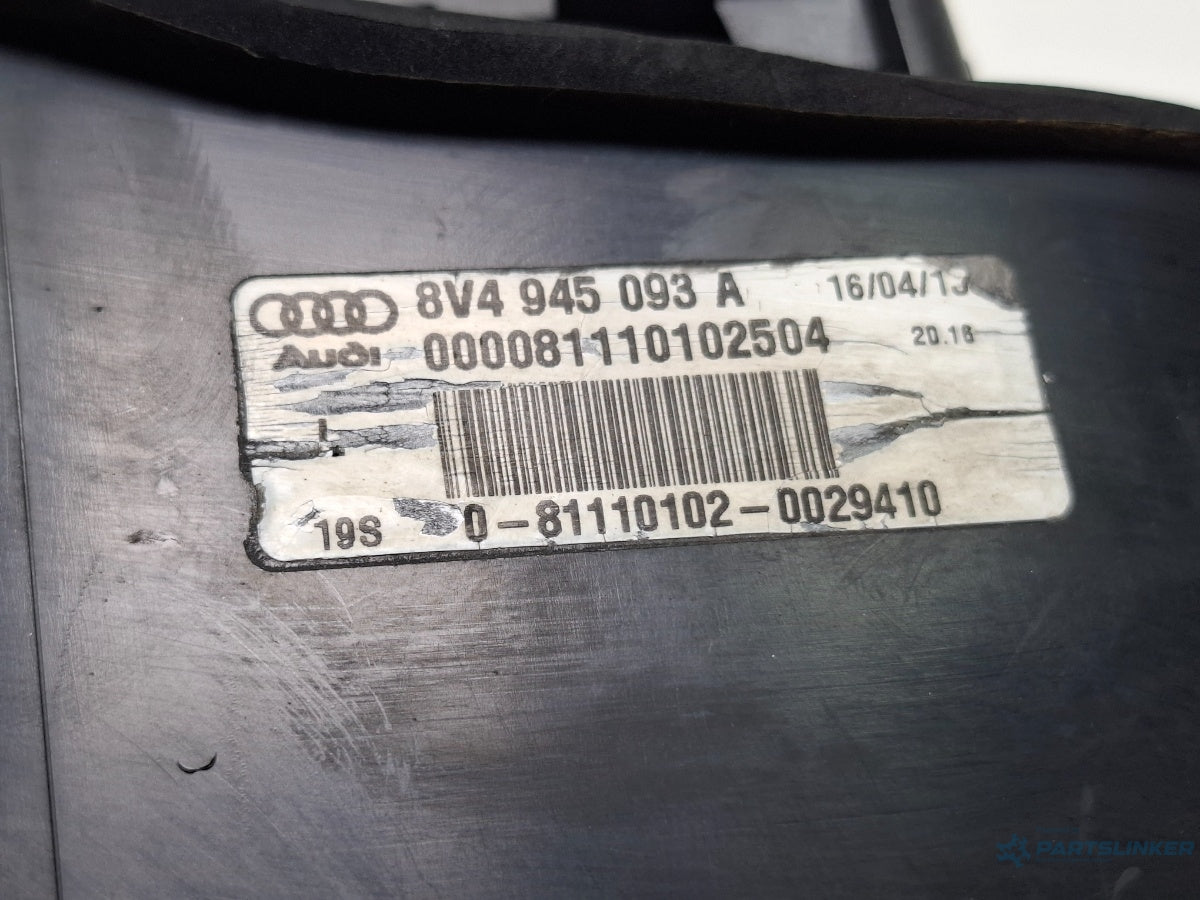 8V4 945 093 A 16/04/13
Audi 000081110102504 20.16
19S 0-81110102-0029410
PARTSLINKER